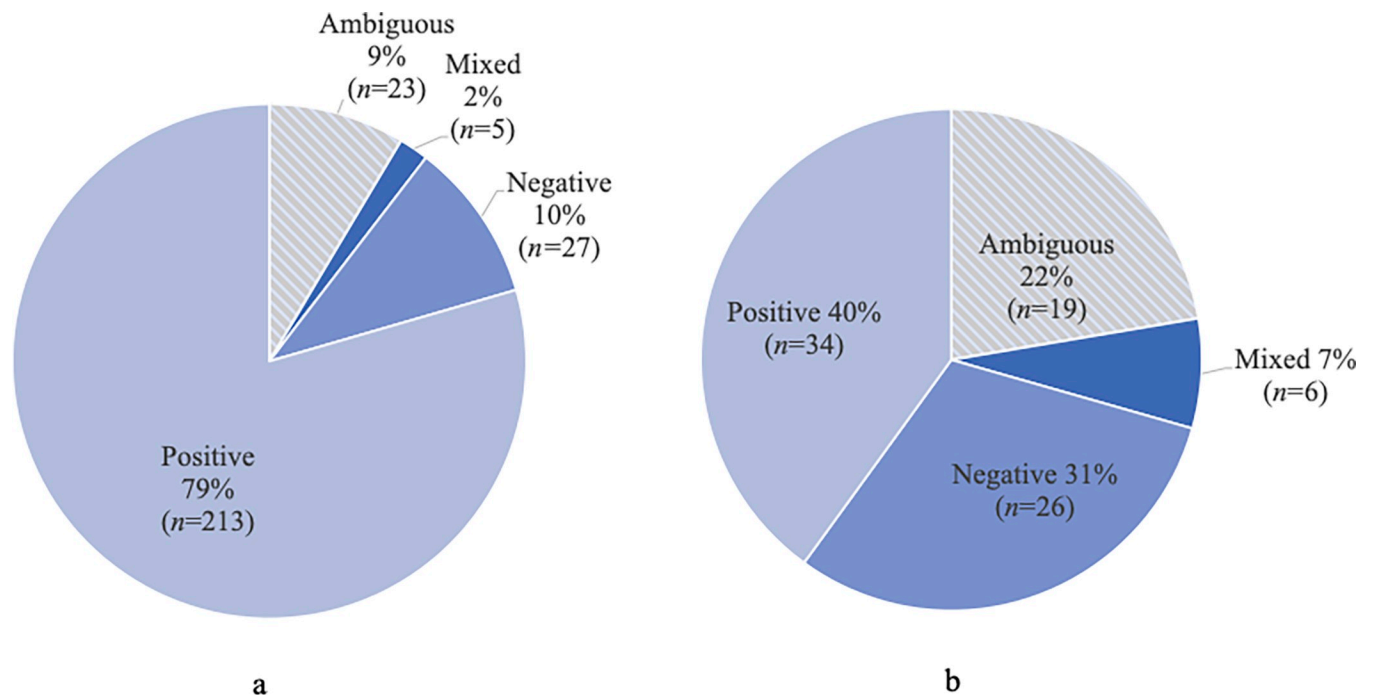 Ambiguous
9%
(n=23)
Mixed
2%
(n=5)
Negative
10%
(n=27)
Positive
79%
(n=213)
a
Ambiguous
22%
(n=19)
Positive 40%
(n=34)
Mixed 7%
(n=6)
Negative 31%
(n=26)
b